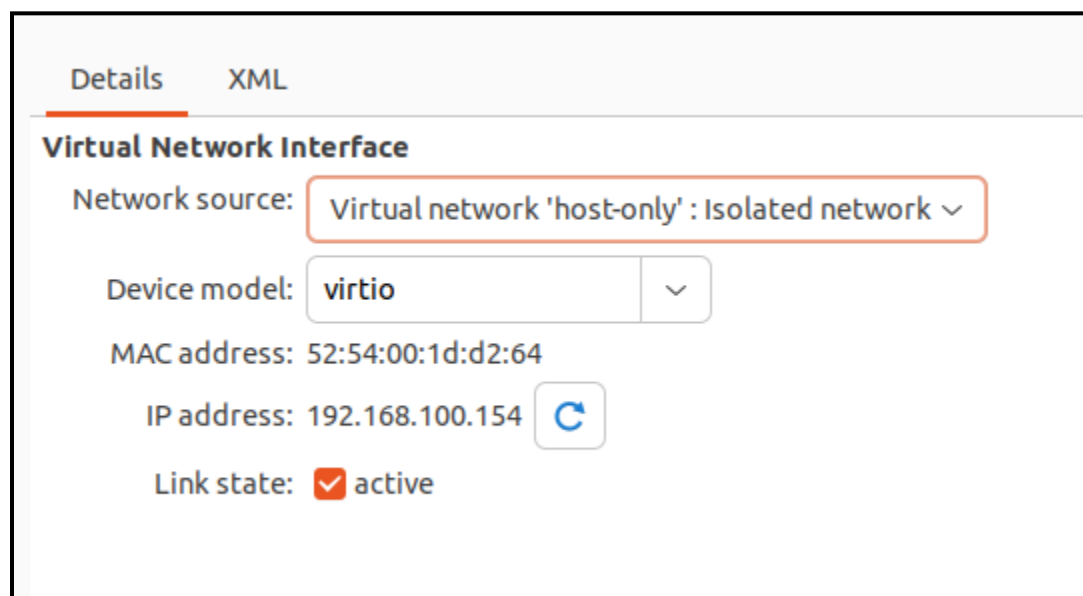 Details XML
Virtual Network Interface
Network source: Virtual network 'host-only' : Isolated network
Device model: virtio
MAC address: 52:54:00:1d:d2:64
IP address: 192.168.100.154
Link state: active